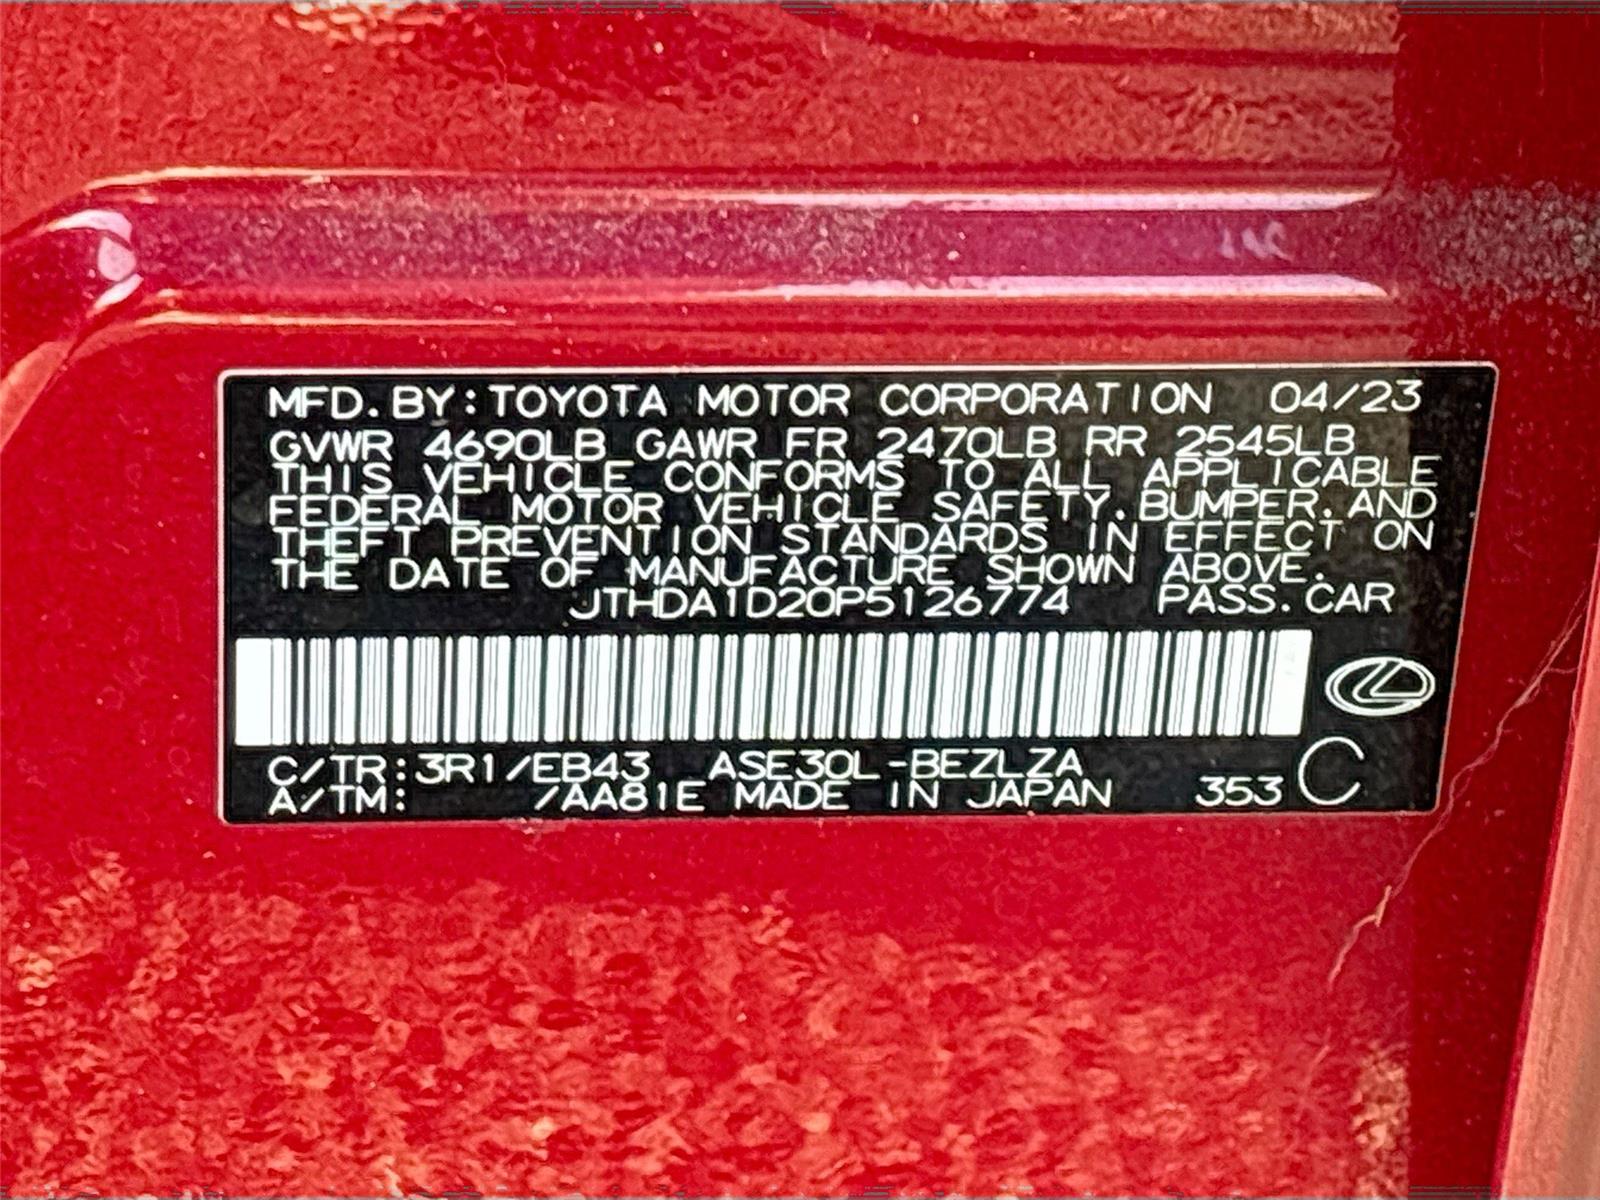 MFD. BY: TOYOTA MOTOR CORPORATION 04/23
GVWR 4690LB GAWR FR 2470LB RR 2545LB
THIS VEHICLE CONFORMS TO ALL APPLICABLE
FEDERAL MOTOR VEHICLE SAFETY. BUMPER. AND
THEFT PREVENTION STANDARDS IN EFFECT ON
THE DATE OF MANUFACTURE SHOWN ABOVE.
JTHDA1D20P5126774 PASS. CAR
C/TR: 3R1/EB43 ASE30L-BEZLZA
A/TM: /AA81E MADE IN JAPAN 353 C